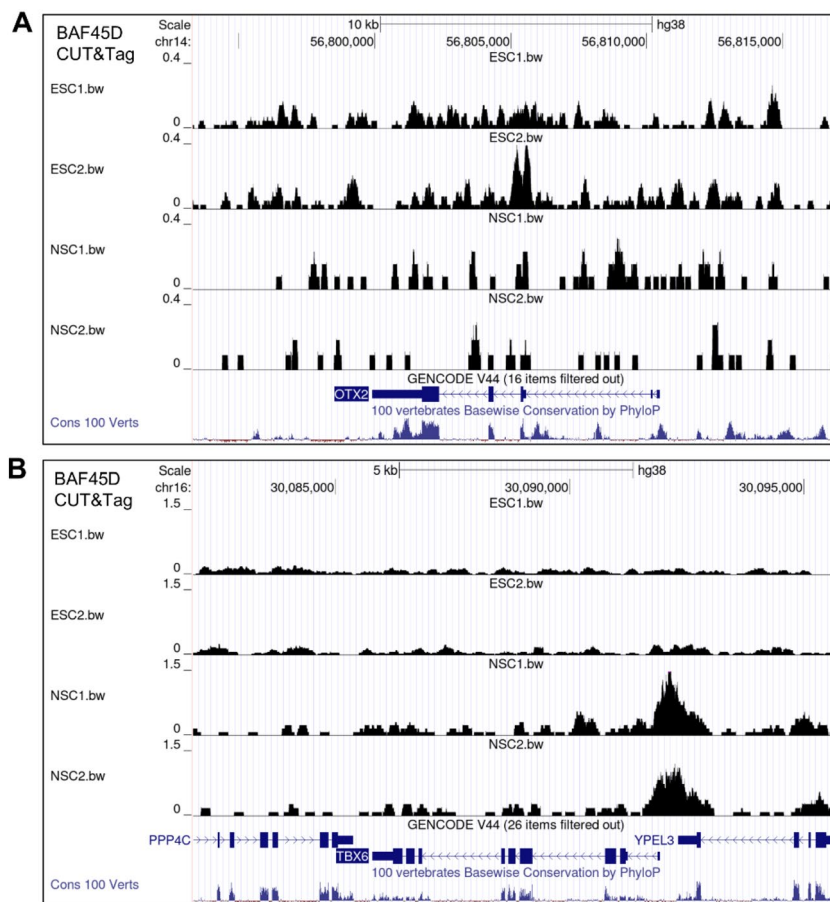 A
BAF45D
CUT&Tag
Scale
10 kb
hg38
chr14:
56,800,000
56,805,000
56,810,000
56,815,000
ESC1.bw
0.4
ESC1.bw
0
ESC2.bw
0.4
ESC2.bw
0
NSC1.bw
0.4
NSC1.bw
0
NSC2.bw
0.4
NSC2.bw
0
GENCODE V44 (16 items filtered out)
OTX2
100 vertebrates Basewise Conservation by PhyloP
Cons 100 Verts
B
BAF45D
CUT&Tag
Scale
5 kb
hg38
chr16:
30,085,000
30,090,000
30,095,000
ESC1.bw
1.5
ESC1.bw
0
ESC2.bw
1.5
ESC2.bw
0
NSC1.bw
1.5
NSC1.bw
0
NSC2.bw
1.5
NSC2.bw
0
GENCODE V44 (26 items filtered out)
PPP4C
YPEL3
TBX6
100 vertebrates Basewise Conservation by PhyloP
Cons 100 Verts